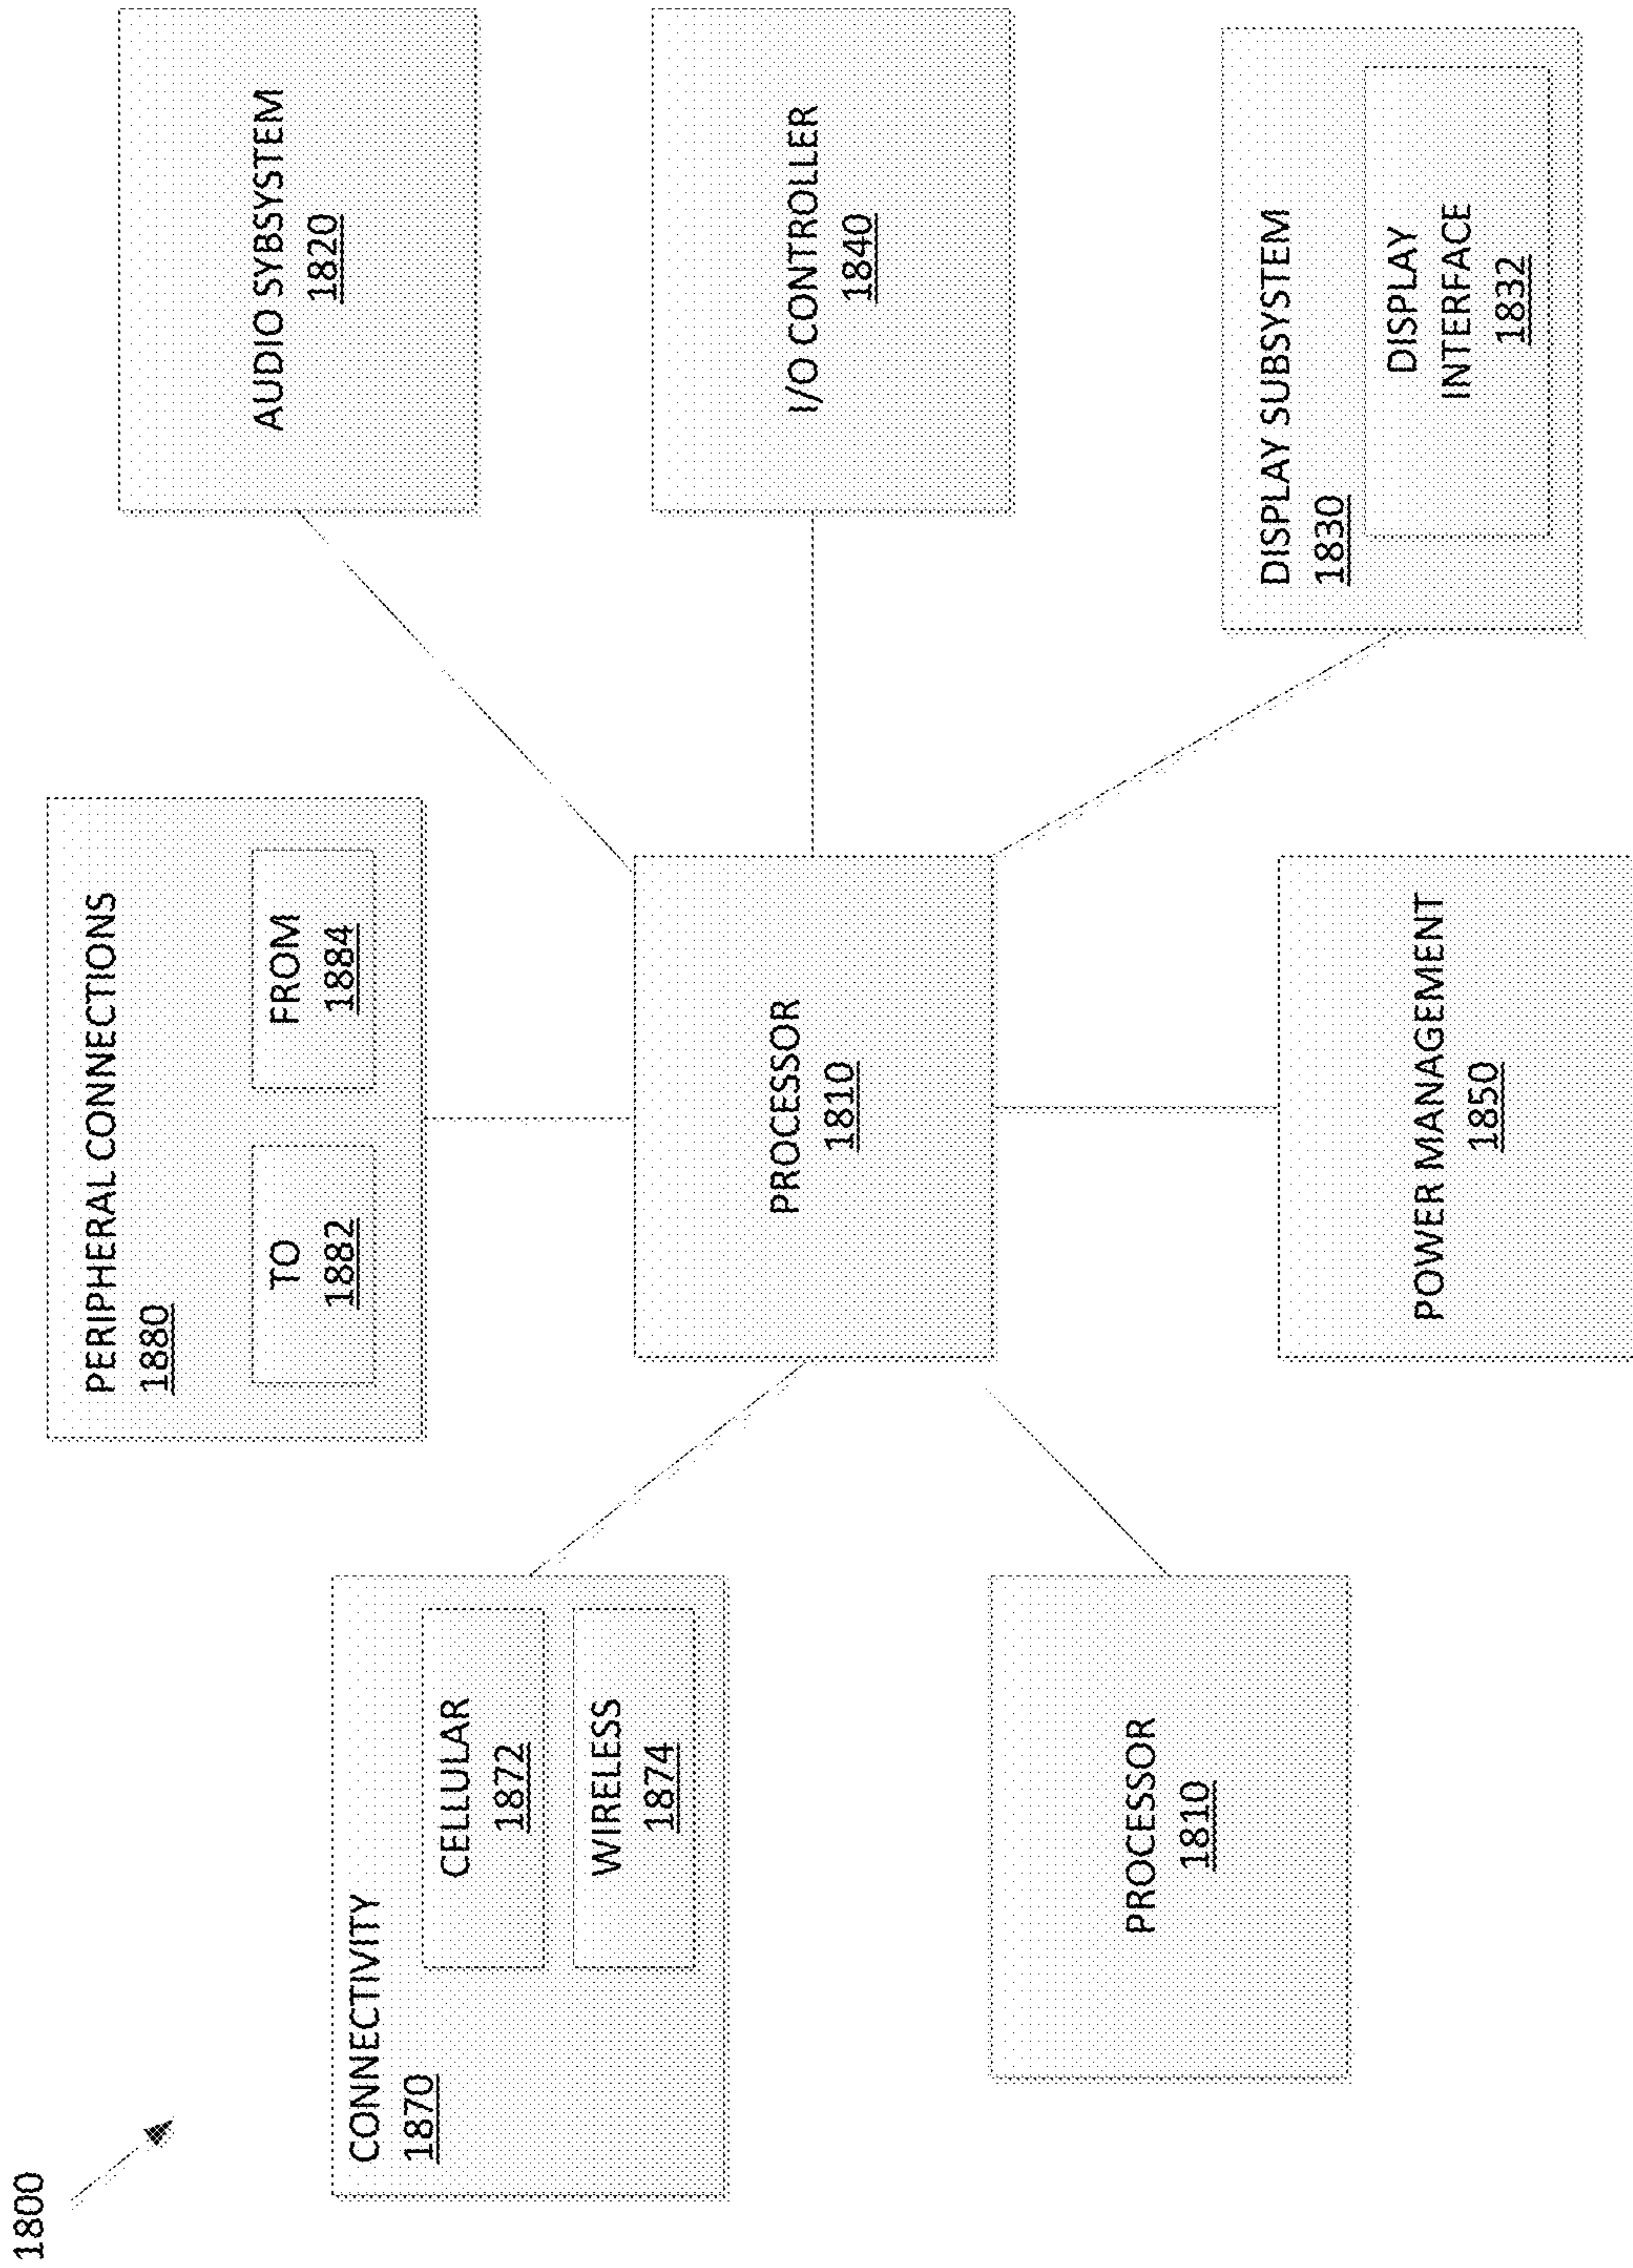 1800
PERIPHERAL CONNECTIONS
1880
TO
1882
FROM
1884
AUDIO SYBSYSTEM
1820
CONNECTIVITY
1870
CELLULAR
1872
WIRELESS
1874
PROCESSOR
1810
I/O CONTROLLER
1840
PROCESSOR
1810
POWER MANAGEMENT
1850
DISPLAY SUBSYSTEM
1830
DISPLAY
INTERFACE
1832